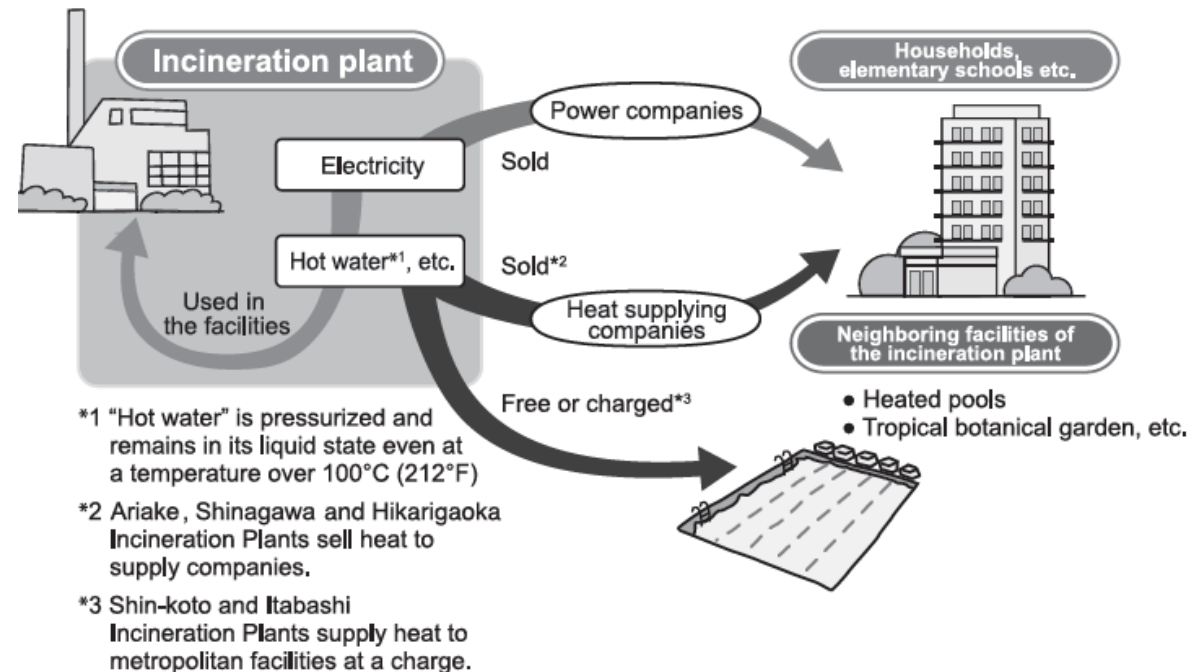 Incineration plant
Households,
elementary schools etc.
Power companies
Electricity
Sold
Hot water*1, etc.
Sold*2
Used in
the facilities
Heat supplying
companies
Neighboring facilities of
the incineration plant
Free or charged*3
● Heated pools
● Tropical botanical garden, etc.
*1 “Hot water” is pressurized and
remains in its liquid state even at
a temperature over 100°C (212°F)
*2 Ariake, Shinagawa and Hikarigaoka
Incineration Plants sell heat to
supply companies.
*3 Shin-koto and Itabashi
Incineration Plants supply heat to
metropolitan facilities at a charge.